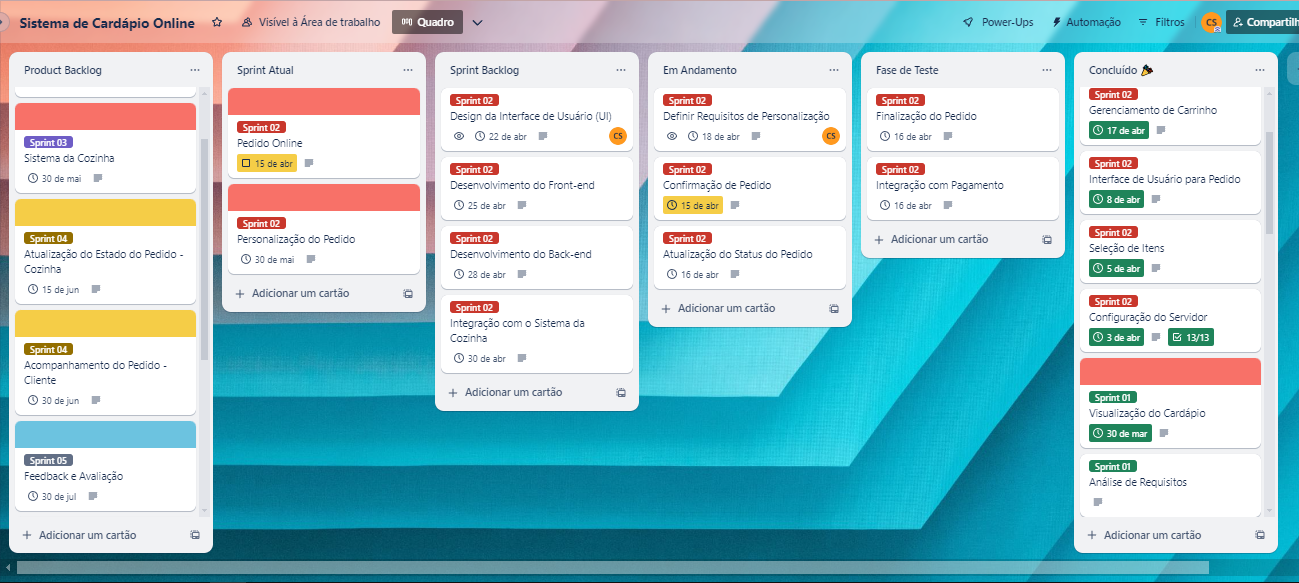 Sistema de Cardápio Online
Visível à Área de trabalho
Quadro
Power-Ups
Automação
Filtros
CS
Compartilh
Product Backlog
Sprint 03
Sistema da Cozinha
30 de mai
Sprint 04
Atualização do Estado do Pedido -
Cozinha
15 de jun
Sprint 04
Acompanhamento do Pedido -
Cliente
30 de jun
Sprint 05
Feedback e Avaliação
30 de jul
Adicionar um cartão
Sprint Atual
Sprint 02
Pedido Online
15 de abr
Sprint 02
Personalização do Pedido
30 de mai
Adicionar um cartão
Sprint Backlog
Sprint 02
Design da Interface de Usuário (UI)
22 de abr
CS
Sprint 02
Desenvolvimento do Front-end
25 de abr
Sprint 02
Desenvolvimento do Back-end
28 de abr
Sprint 02
Integração com o Sistema da
Cozinha
30 de abr
Adicionar um cartão
Em Andamento
Sprint 02
Definir Requisitos de Personalização
18 de abr
CS
Sprint 02
Confirmação de Pedido
15 de abr
Sprint 02
Atualização do Status do Pedido
16 de abr
Adicionar um cartão
Fase de Teste
Sprint 02
Finalização do Pedido
16 de abr
Sprint 02
Integração com Pagamento
16 de abr
Adicionar um cartão
Concluído 🎉
Sprint 02
Gerenciamento de Carrinho
17 de abr
Sprint 02
Interface de Usuário para Pedido
8 de abr
Sprint 02
Seleção de Itens
5 de abr
Sprint 02
Configuração do Servidor
3 de abr
13/13
Sprint 01
Visualização do Cardápio
30 de mar
Sprint 01
Análise de Requisitos
Adicionar um cartão